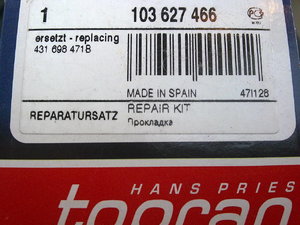 1 103 627 466
ersetzt - replacing
431 698 471B
MADE IN SPAIN 471128
REPARATURSATZ REPAIR KIT
Прокладка
HANS PRIES
topran